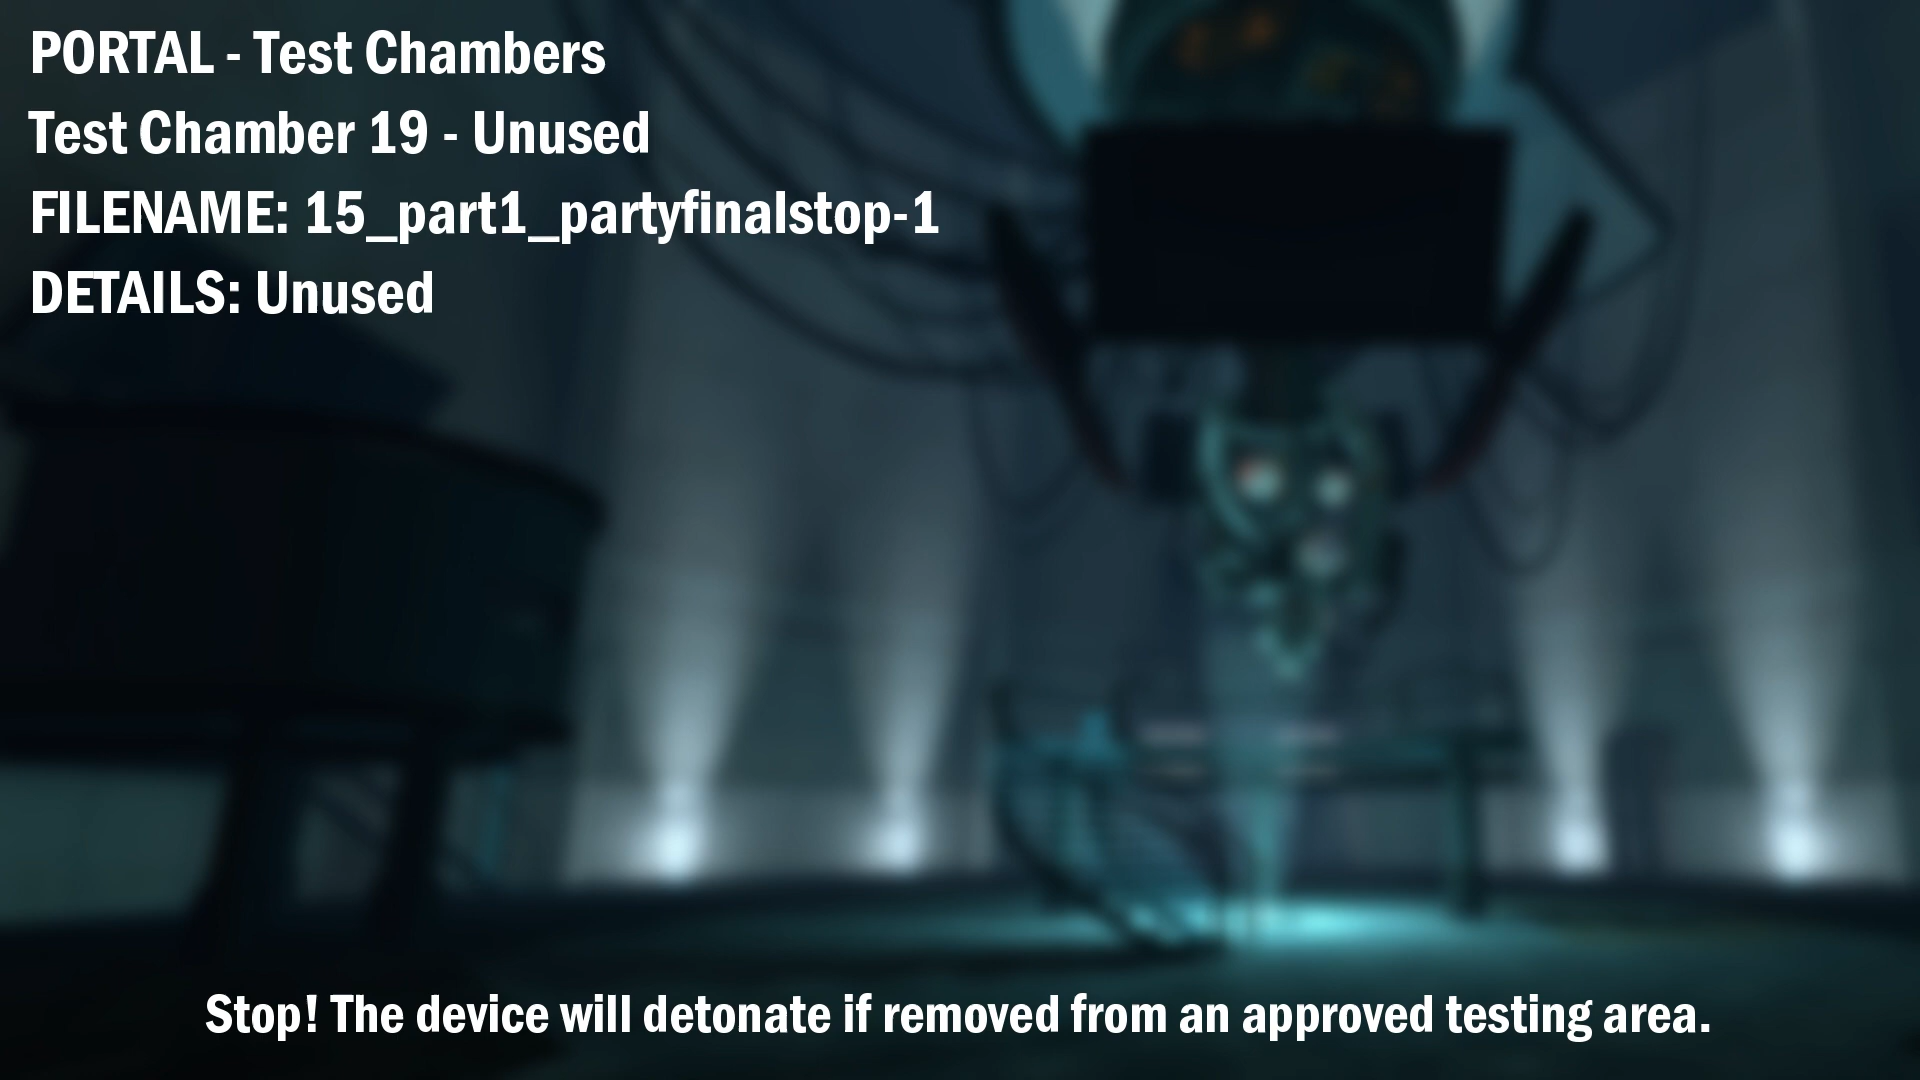 PORTAL - Test Chambers
Test Chamber 19 - Unused
FILENAME: 15_part1_partyfinalstop-1
DETAILS: Unused
Stop! The device will detonate if removed from an approved testing area.